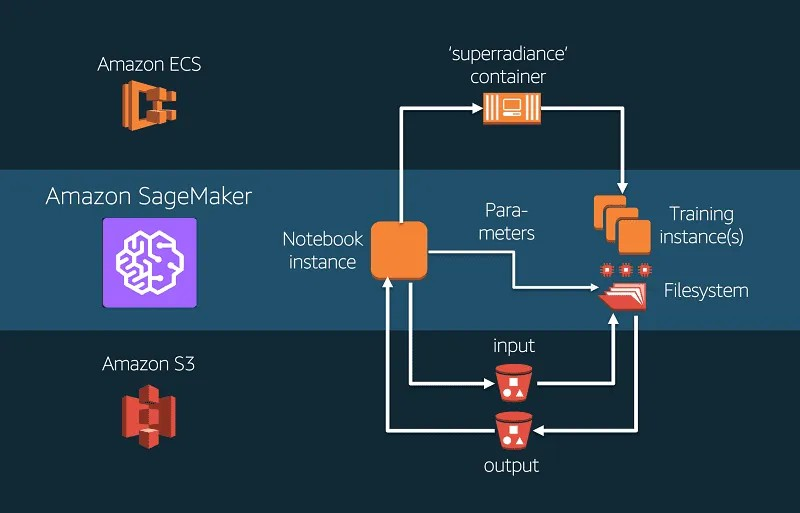 Amazon ECS
'superradiance'
container
Amazon SageMaker
Notebook
instance
Para-
meters
Training
instance(s)
Filesystem
Amazon S3
input
output